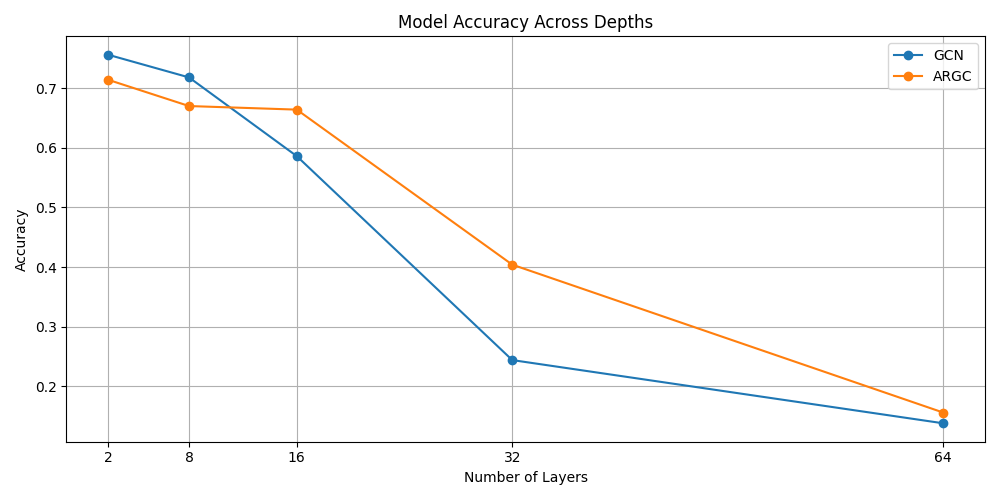 Model Accuracy Across Depths
GCN
ARGC
Accuracy
0.7
0.6
0.5
0.4
0.3
0.2
2 8 16 32 64
Number of Layers